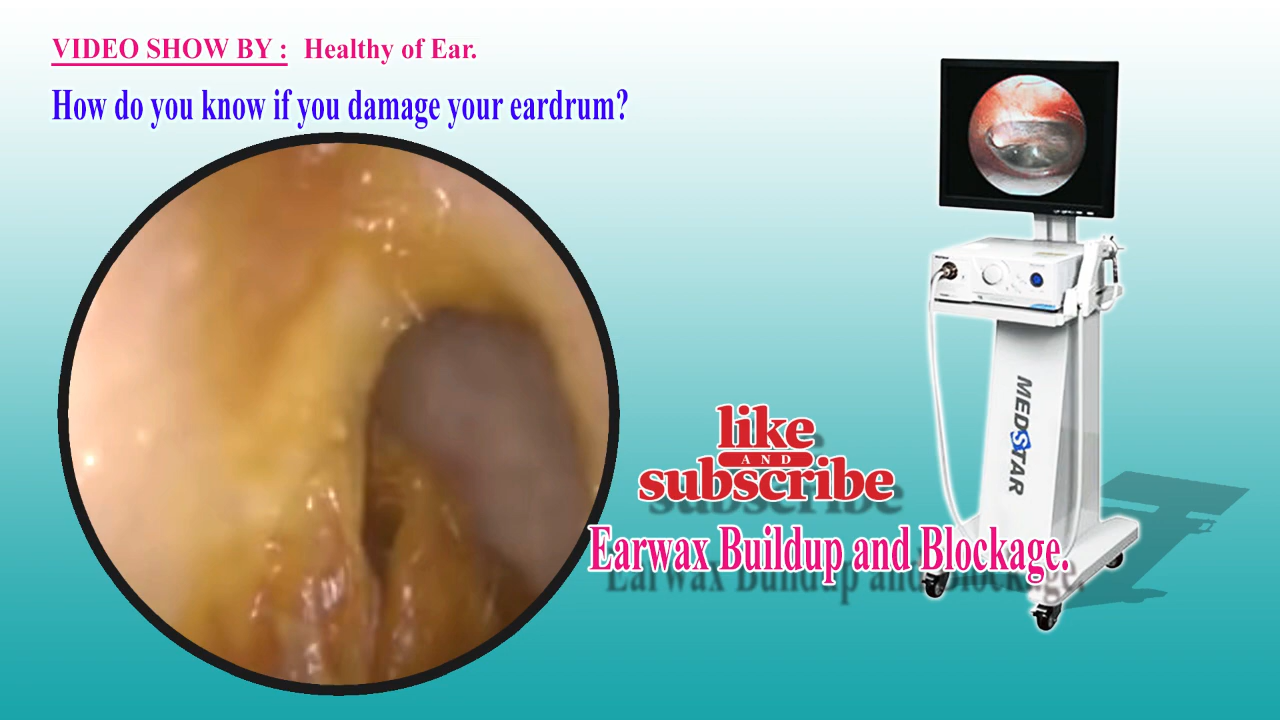 VIDEO SHOW BY : Healthy of Ear.
How do you know if you damage your eardrum?
like
AND
subscribe
Earwax Buildup and Blockage.
MEDSTAR